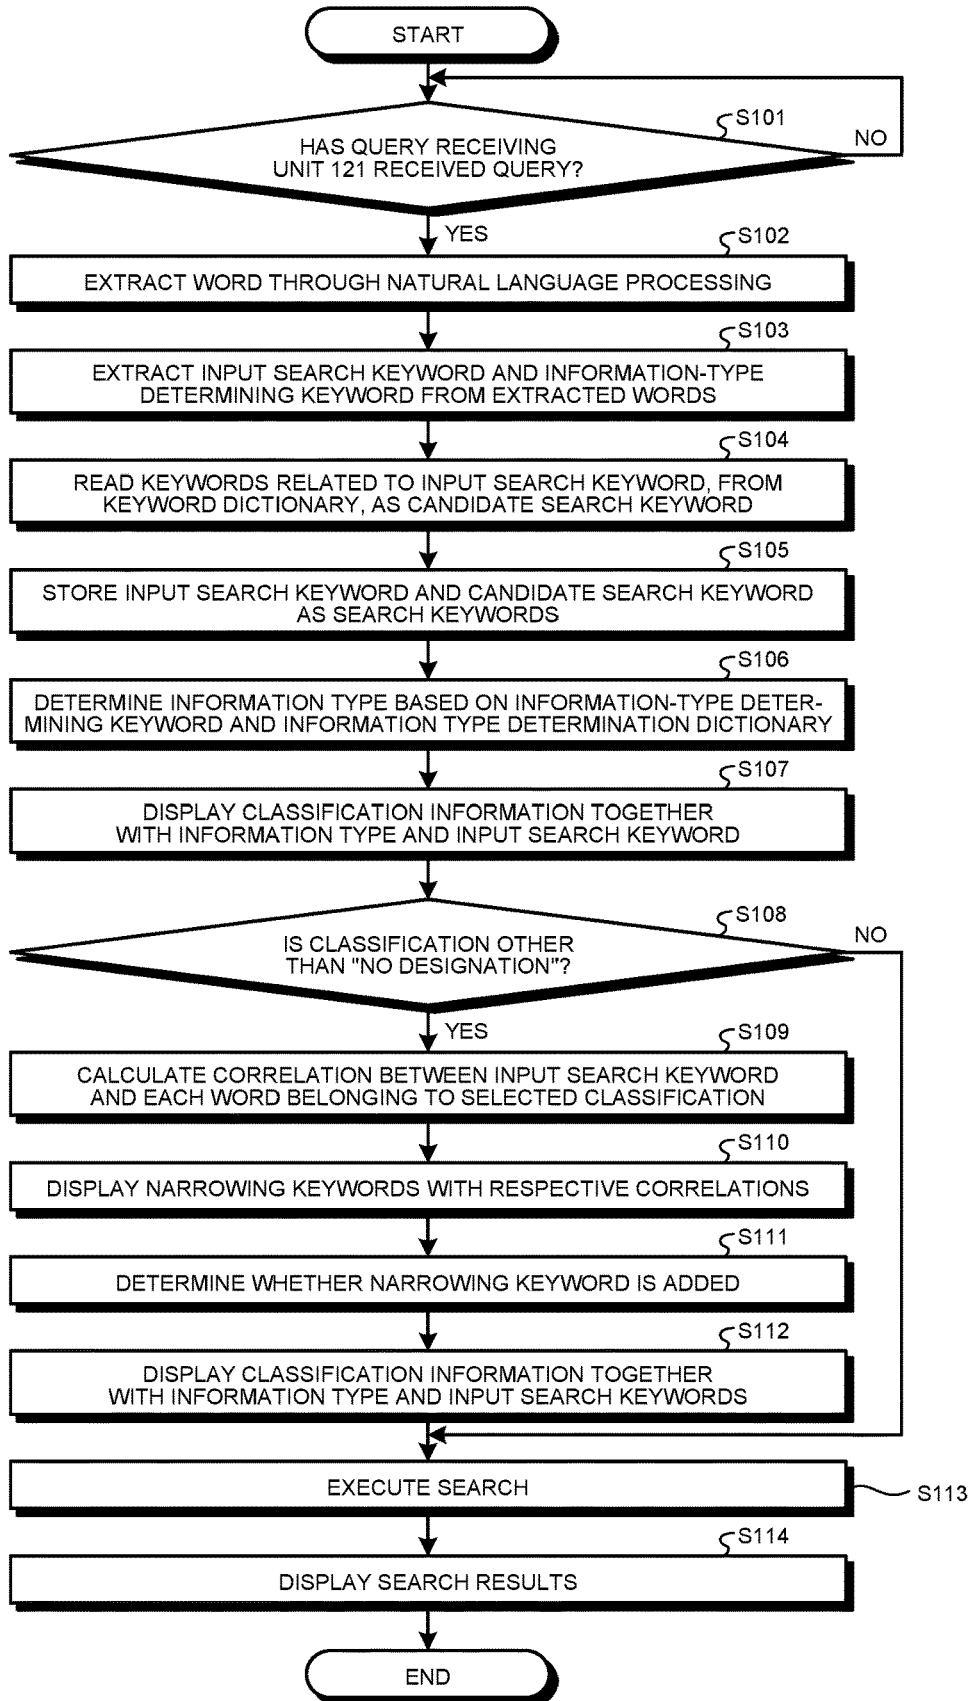 START
S101
NO
HAS QUERY RECEIVING
UNIT 121 RECEIVED QUERY?
YES
S102
EXTRACT WORD THROUGH NATURAL LANGUAGE PROCESSING
S103
EXTRACT INPUT SEARCH KEYWORD AND INFORMATION-TYPE
DETERMINING KEYWORD FROM EXTRACTED WORDS
S104
READ KEYWORDS RELATED TO INPUT SEARCH KEYWORD, FROM
KEYWORD DICTIONARY, AS CANDIDATE SEARCH KEYWORD
S105
STORE INPUT SEARCH KEYWORD AND CANDIDATE SEARCH KEYWORD
AS SEARCH KEYWORDS
S106
DETERMINE INFORMATION TYPE BASED ON INFORMATION-TYPE DETER-
MINING KEYWORD AND INFORMATION TYPE DETERMINATION DICTIONARY
S107
DISPLAY CLASSIFICATION INFORMATION TOGETHER
WITH INFORMATION TYPE AND INPUT SEARCH KEYWORD
S108
NO
IS CLASSIFICATION OTHER
THAN "NO DESIGNATION"?
YES
S109
CALCULATE CORRELATION BETWEEN INPUT SEARCH KEYWORD
AND EACH WORD BELONGING TO SELECTED CLASSIFICATION
S110
DISPLAY NARROWING KEYWORDS WITH RESPECTIVE CORRELATIONS
S111
DETERMINE WHETHER NARROWING KEYWORD IS ADDED
S112
DISPLAY CLASSIFICATION INFORMATION TOGETHER
WITH INFORMATION TYPE AND INPUT SEARCH KEYWORDS
EXECUTE SEARCH
S113
S114
DISPLAY SEARCH RESULTS
END